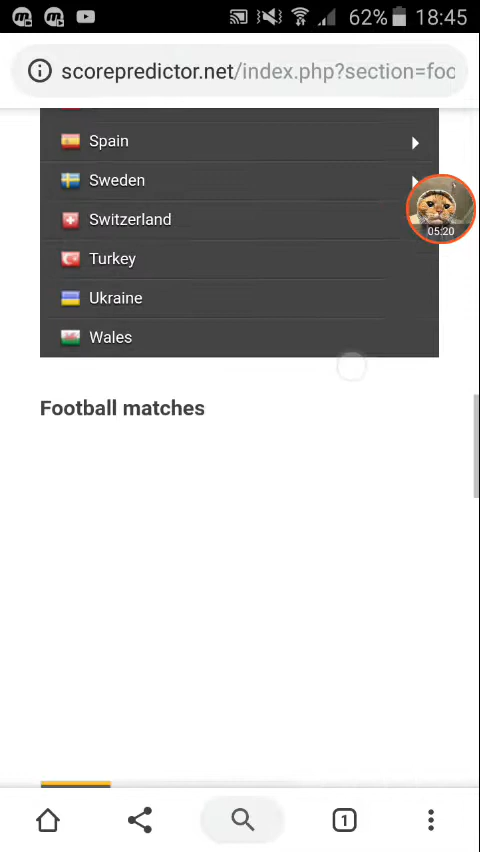 62% 18:45
scorepredictor.net/index.php?section=foo
Spain
Sweden
Switzerland
05:20
Turkey
Ukraine
Wales
Football matches
1